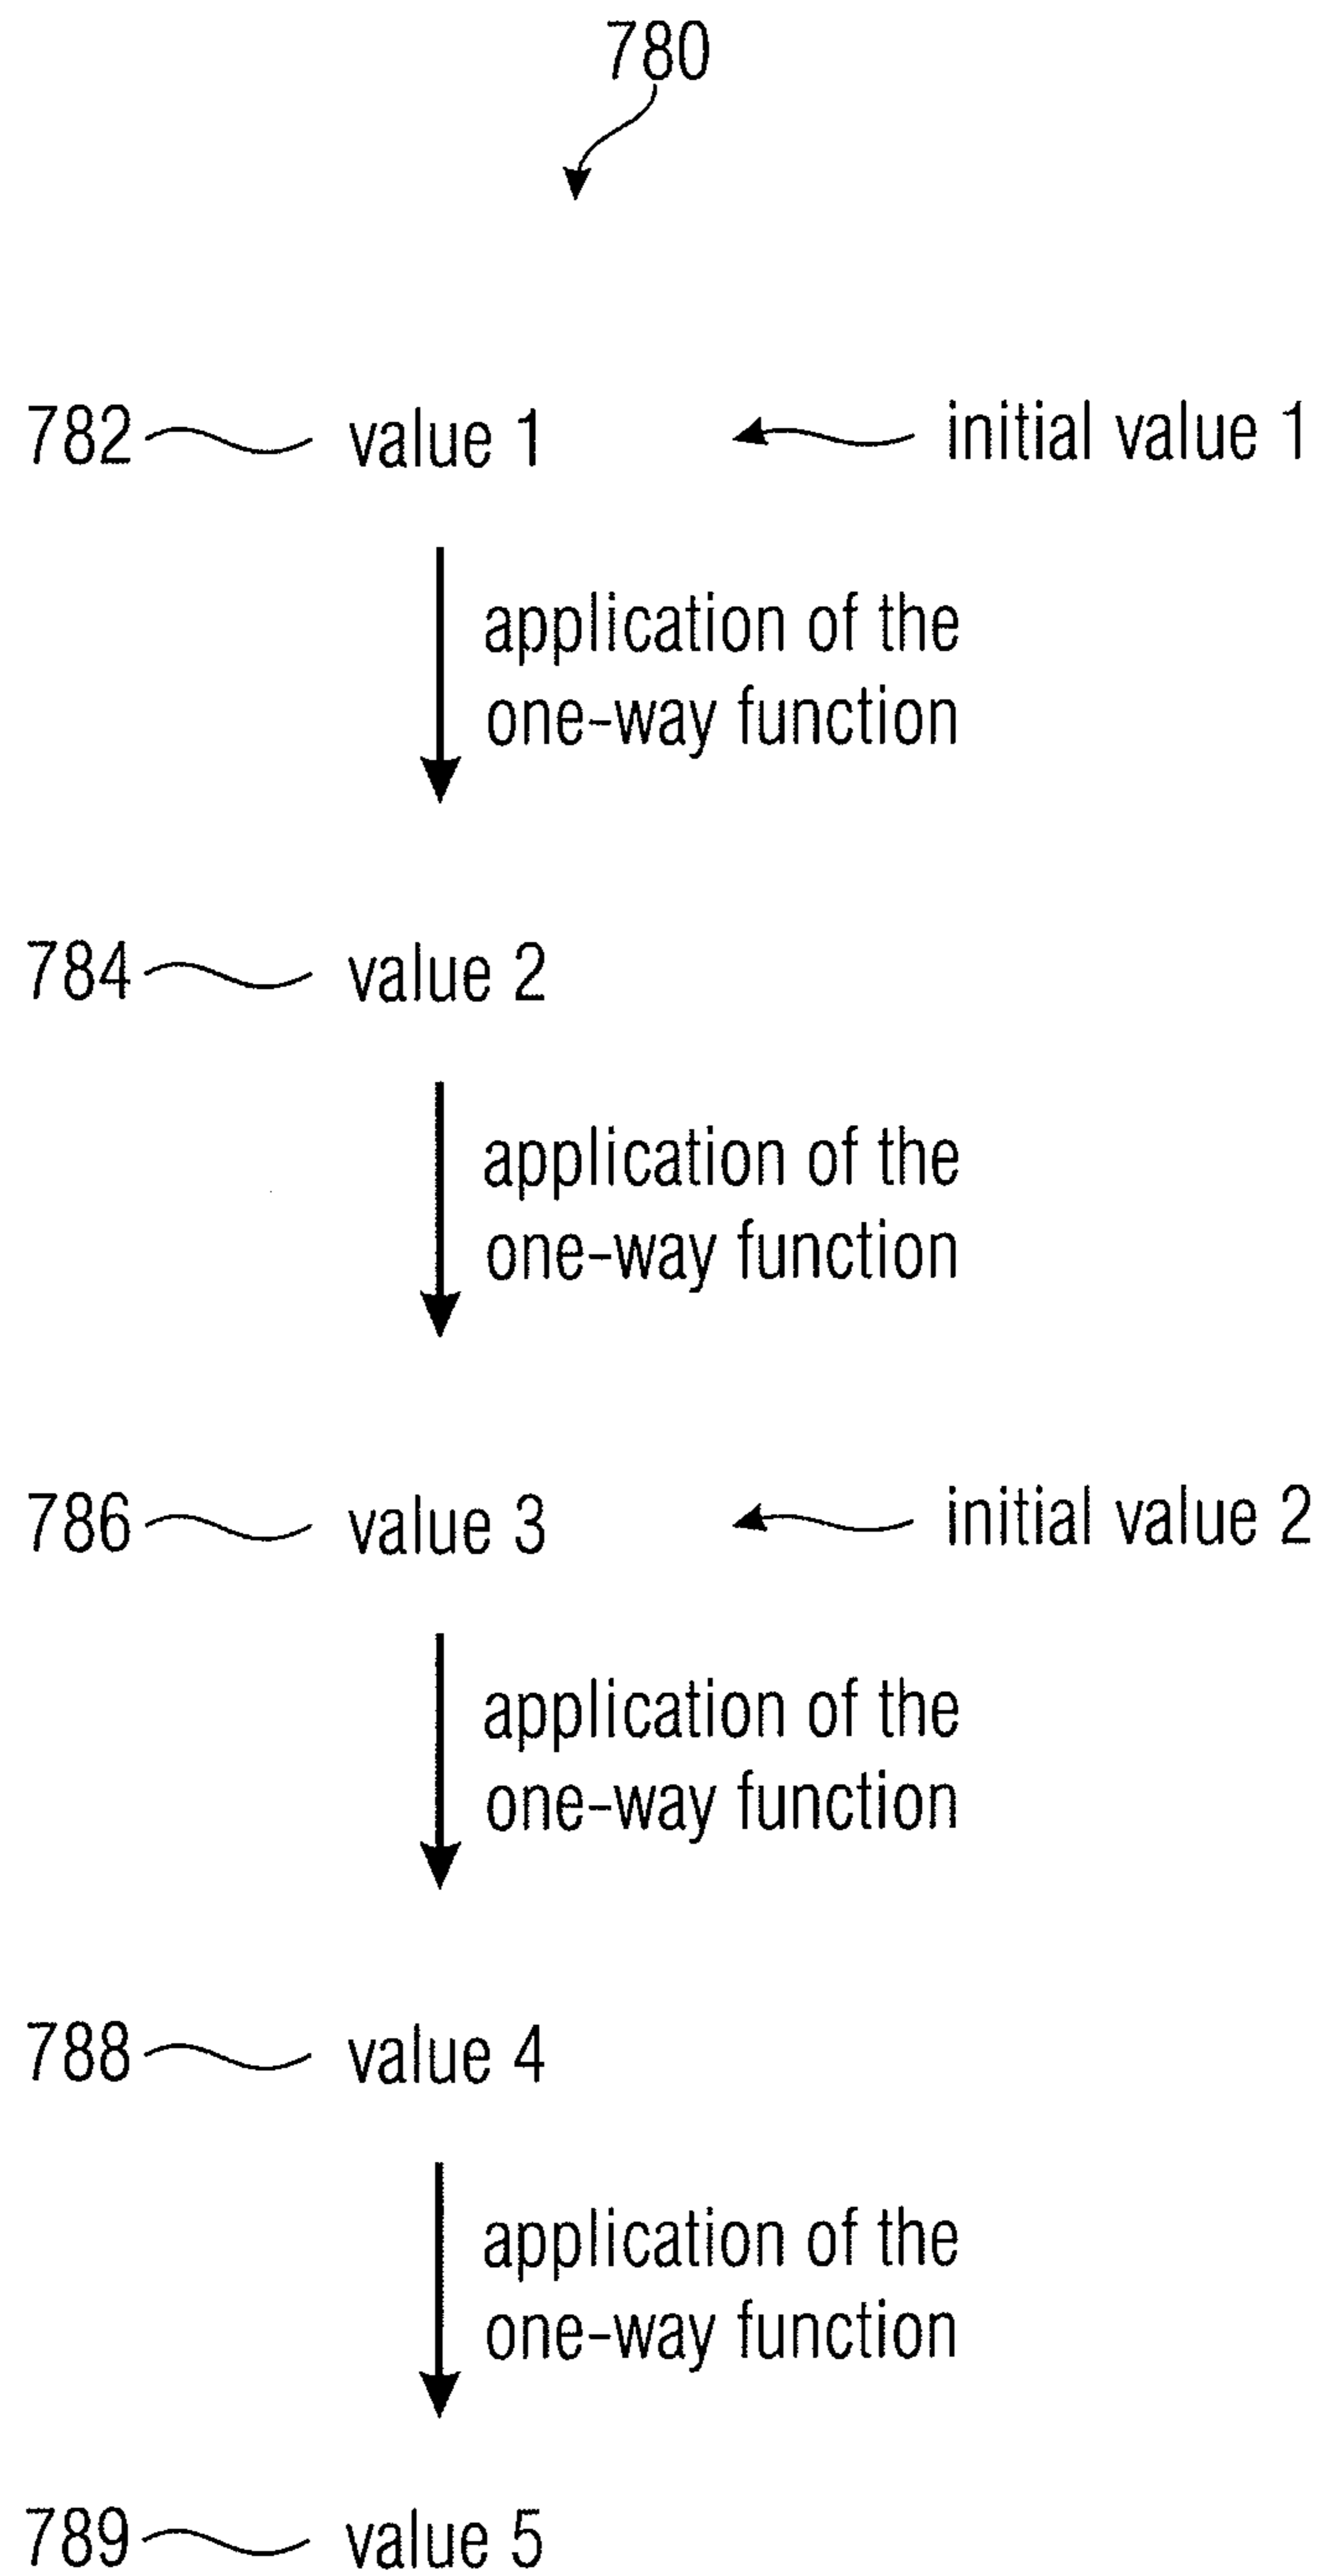 780
782 value 1 initial value 1
application of the
one-way function
784 value 2
application of the
one-way function
786 value 3 initial value 2
application of the
one-way function
788 value 4
application of the
one-way function
789 value 5